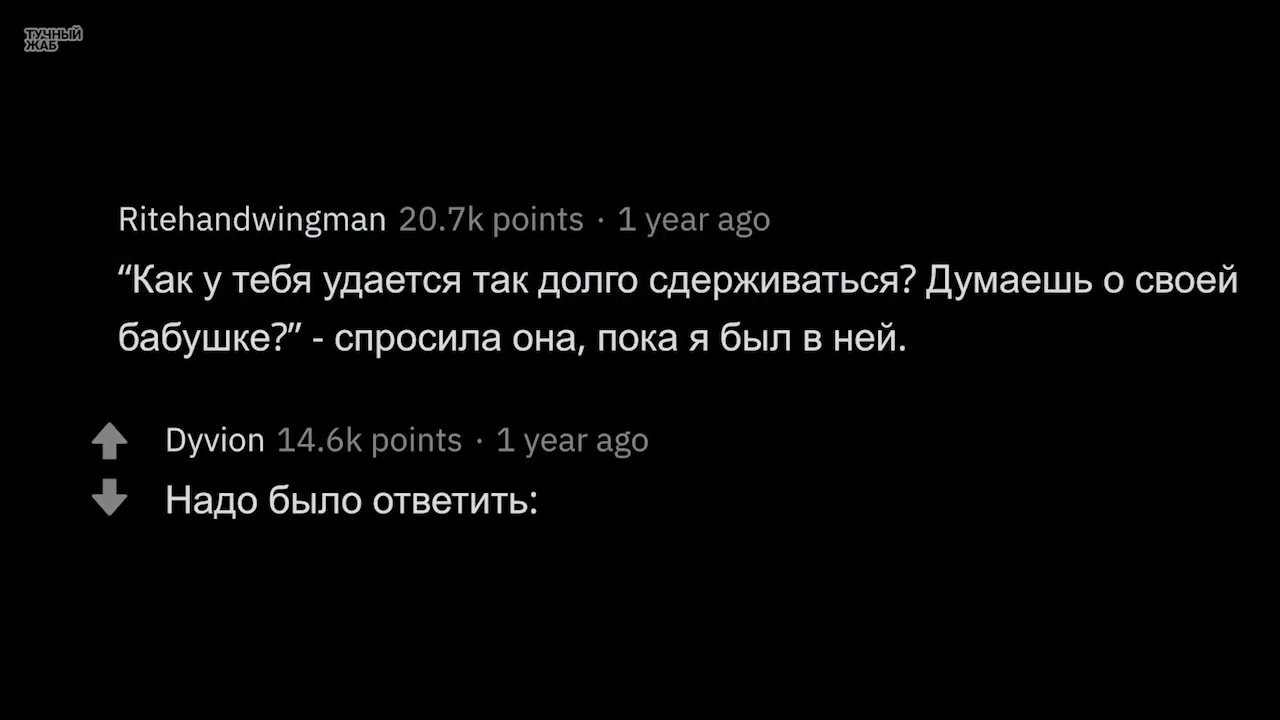 ТУЧНЫЙ
ЖАБ
Ritehandwingman 20.7k points · 1 year ago
“Как у тебя удается так долго сдерживаться? Думаешь о своей
бабушке?” - спросила она, пока я был в ней.
Dyvion 14.6k points · 1 year ago
Надо было ответить: